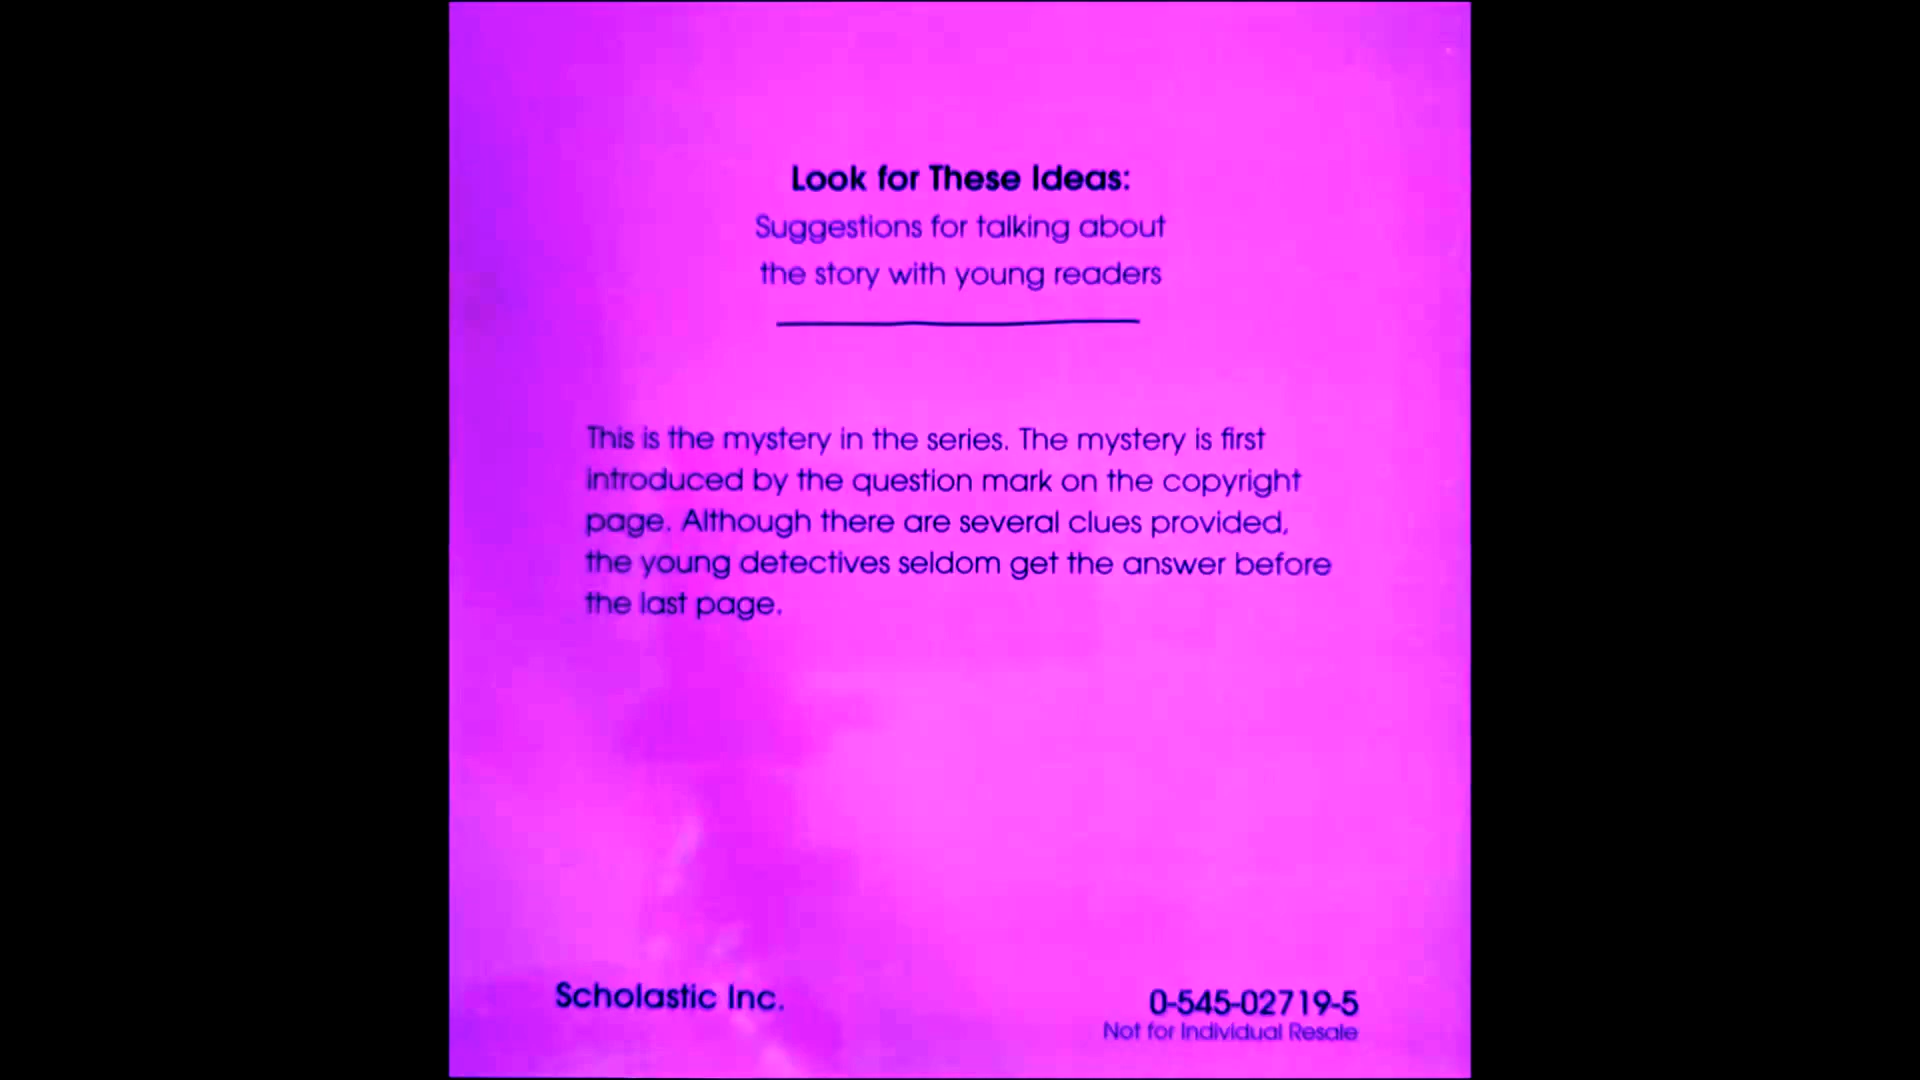 Look for These Ideas:
Suggestions for talking about
the story with young readers
This is the mystery in the series. The mystery is first
introduced by the question mark on the copyright
page. Although there are several clues provided,
the young detectives seldom get the answer before
the last page.
Scholastic Inc.
0-545-02719-5
Not for Individual Resale